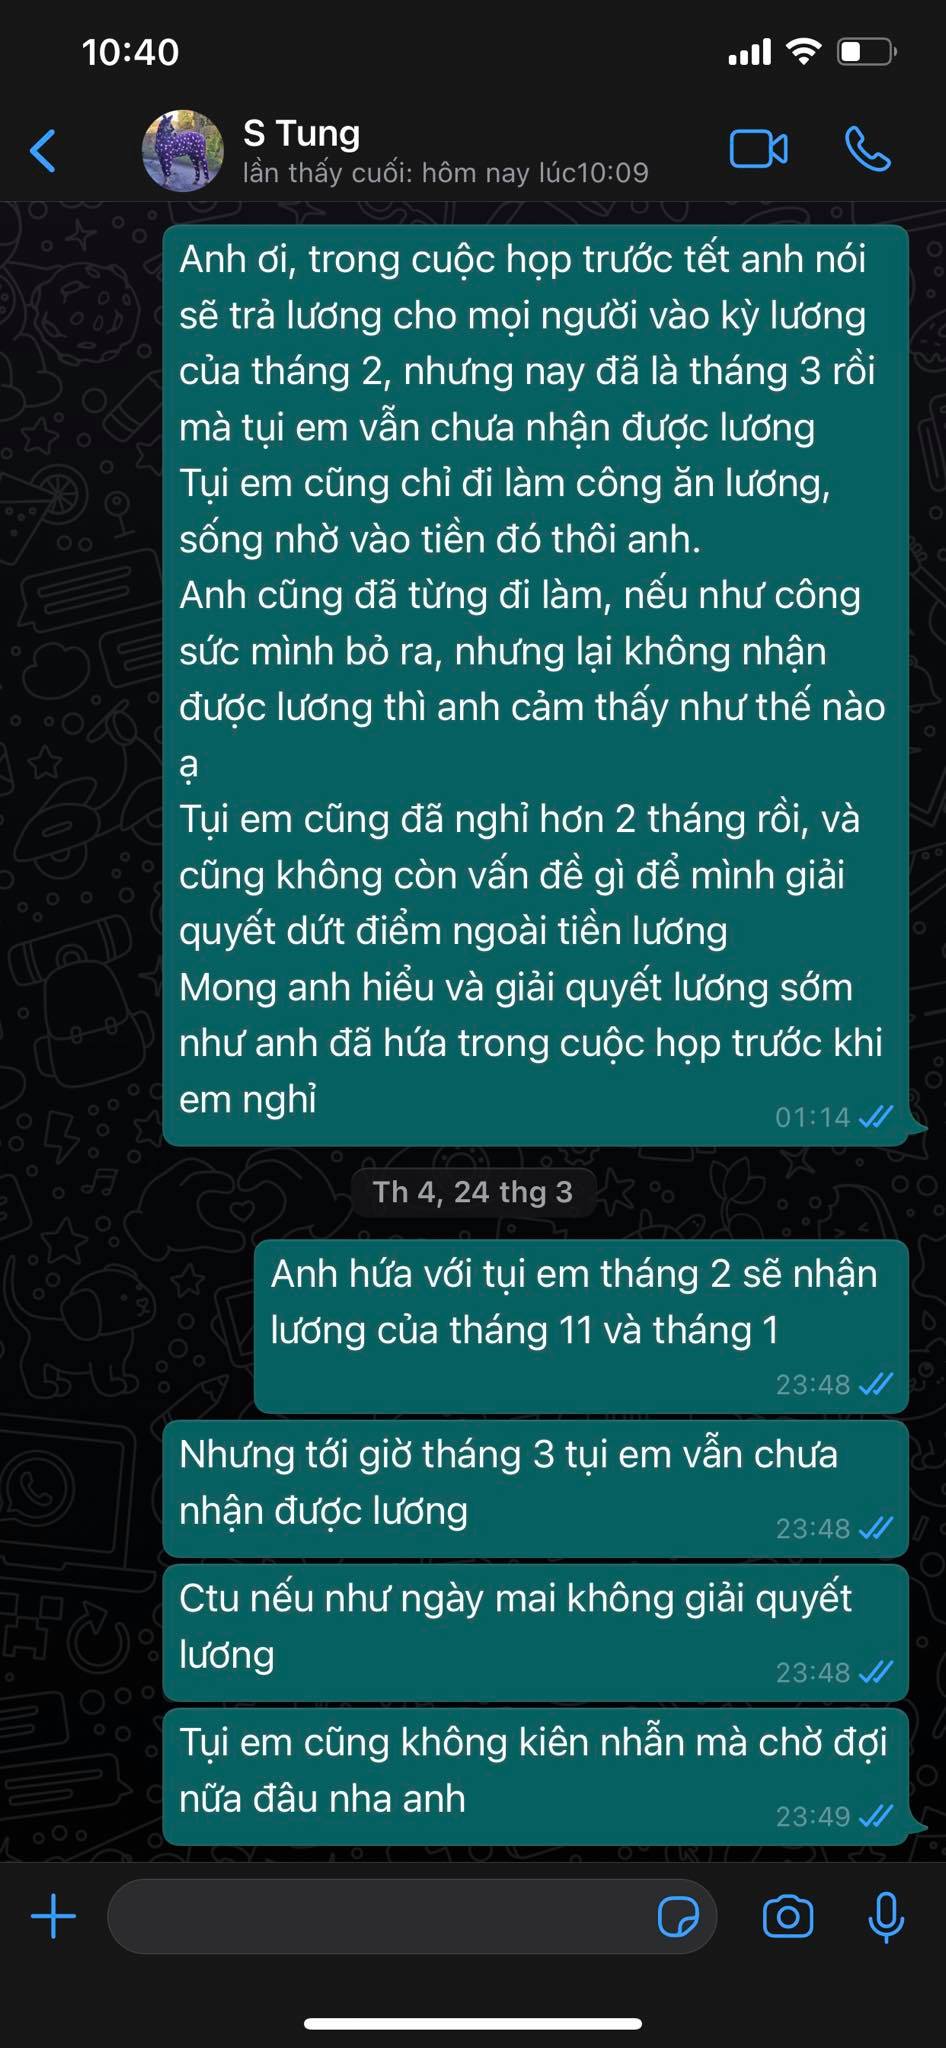 10:40
S Tung
lần thấy cuối: hôm nay lúc10:09
Anh ơi, trong cuộc họp trước tết anh nói
sẽ trả lương cho mọi người vào kỳ lương
của tháng 2, nhưng nay đã là tháng 3 rồi
mà tụi em vẫn chưa nhận được lương
Tụi em cũng chỉ đi làm công ăn lương,
sống nhờ vào tiền đó thôi anh.
Anh cũng đã từng đi làm, nếu như công
sức mình bỏ ra, nhưng lại không nhận
được lương thì anh cảm thấy như thế nào
ạ
Tụi em cũng đã nghỉ hơn 2 tháng rồi, và
cũng không còn vấn đề gì để mình giải
quyết dứt điểm ngoài tiền lương
Mong anh hiểu và giải quyết lương sớm
như anh đã hứa trong cuộc họp trước khi
em nghỉ
01:14
Th 4, 24 thg 3
Anh hứa với tụi em tháng 2 sẽ nhận
lương của tháng 11 và tháng 1
23:48
Nhưng tới giờ tháng 3 tụi em vẫn chưa
nhận được lương
23:48
Ctu nếu như ngày mai không giải quyết
lương
23:48
Tụi em cũng không kiên nhẫn mà chờ đợi
nữa đâu nha anh
23:49